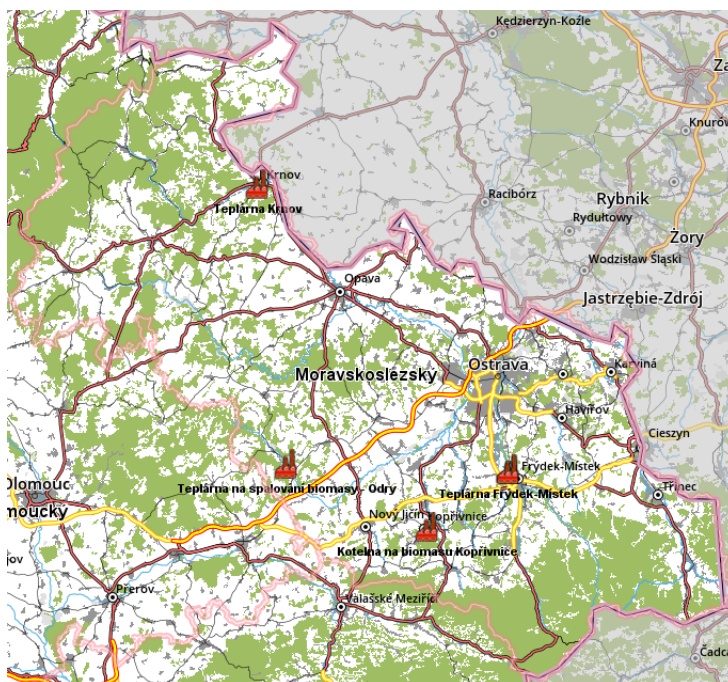 Kędzierzyn-Koźle
Za
Knurów
Krnov
Teplárna Krnov
Racibórz
Rybnik
Rydułtowy
Żory
Wodzisław Śląski
Opava
Jastrzębie-Zdrój
Moravskoslezský
Ostrava
Karviná
Havířov
Cieszyn
Frýdek-Místek
Teplárna na spalování biomasy - Odry
Teplárna Frýdek-Místek
Olomouc
moucky
Třinec
Nový Jičín
Kopřivnice
Kotelna na biomasu Kopřivnice
pov
Přerov
Valašské Meziříčí
Čadca